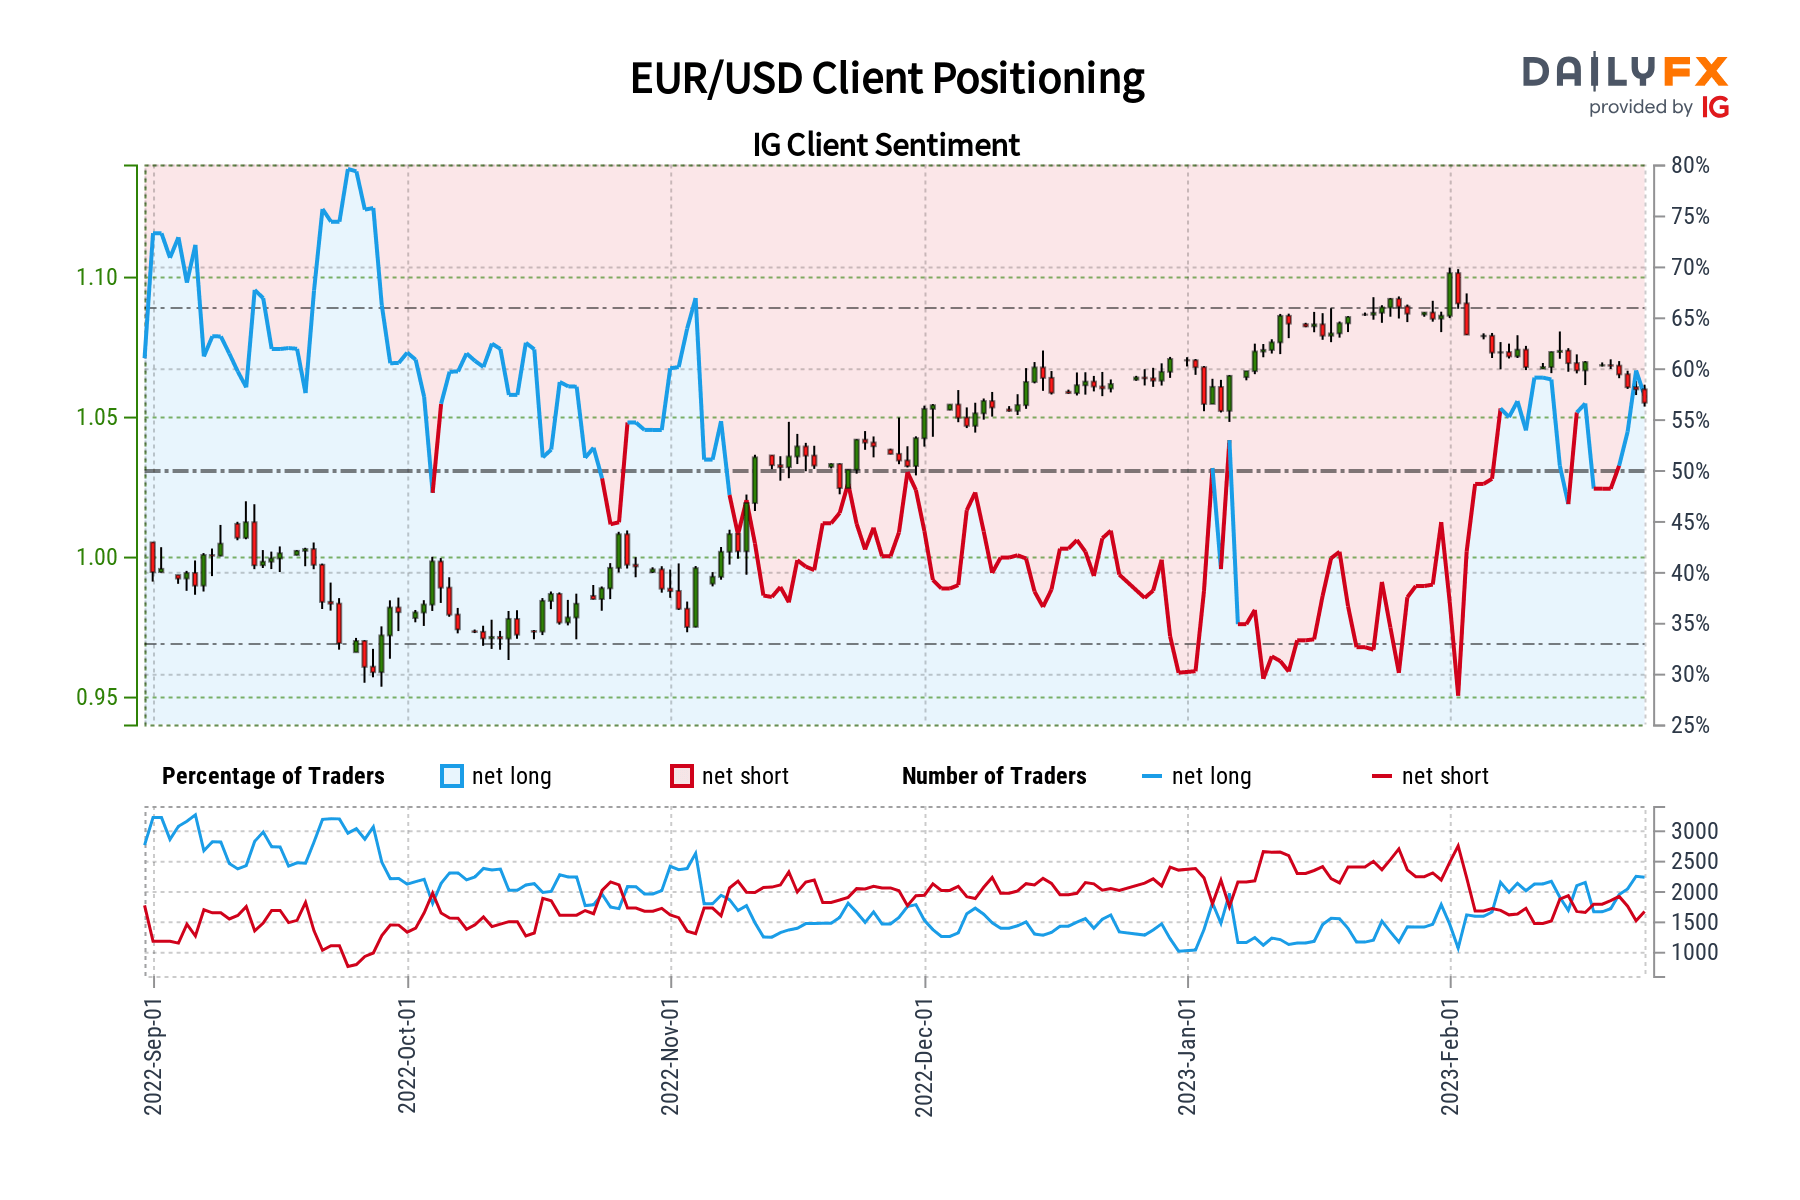 EUR/USD Client Positioning
DAILYFX
provided by IG
IG Client Sentiment
1.10
1.05
1.00
0.95
80%
75%
70%
65%
60%
55%
50%
45%
40%
35%
30%
25%
Percentage of Traders net long net short Number of Traders net long net short
3000
2500
2000
1500
1000
2022-Sep-01
2022-Oct-01
2022-Nov-01
2022-Dec-01
2023-Jan-01
2023-Feb-01